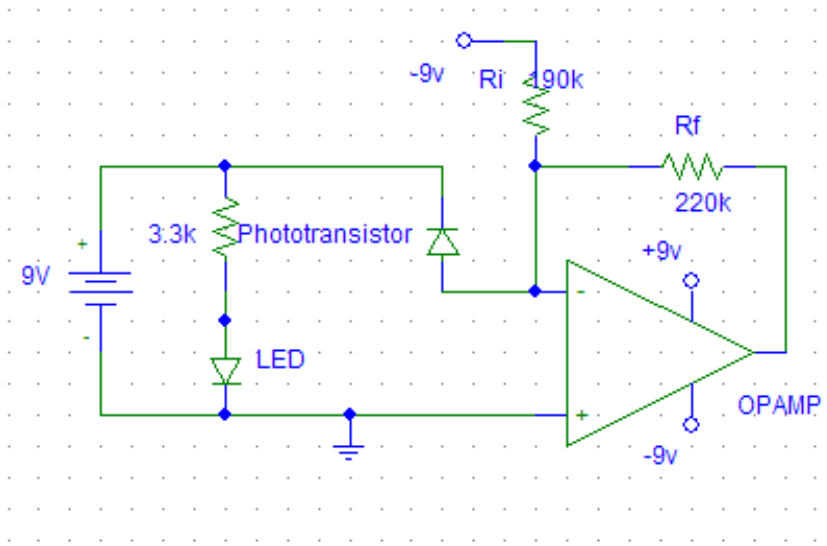 -9v
Ri
190k
Rf
220k
3.3k
Phototransistor
+9v
+
9V
-
-
LED
+
OPAMP
-9v